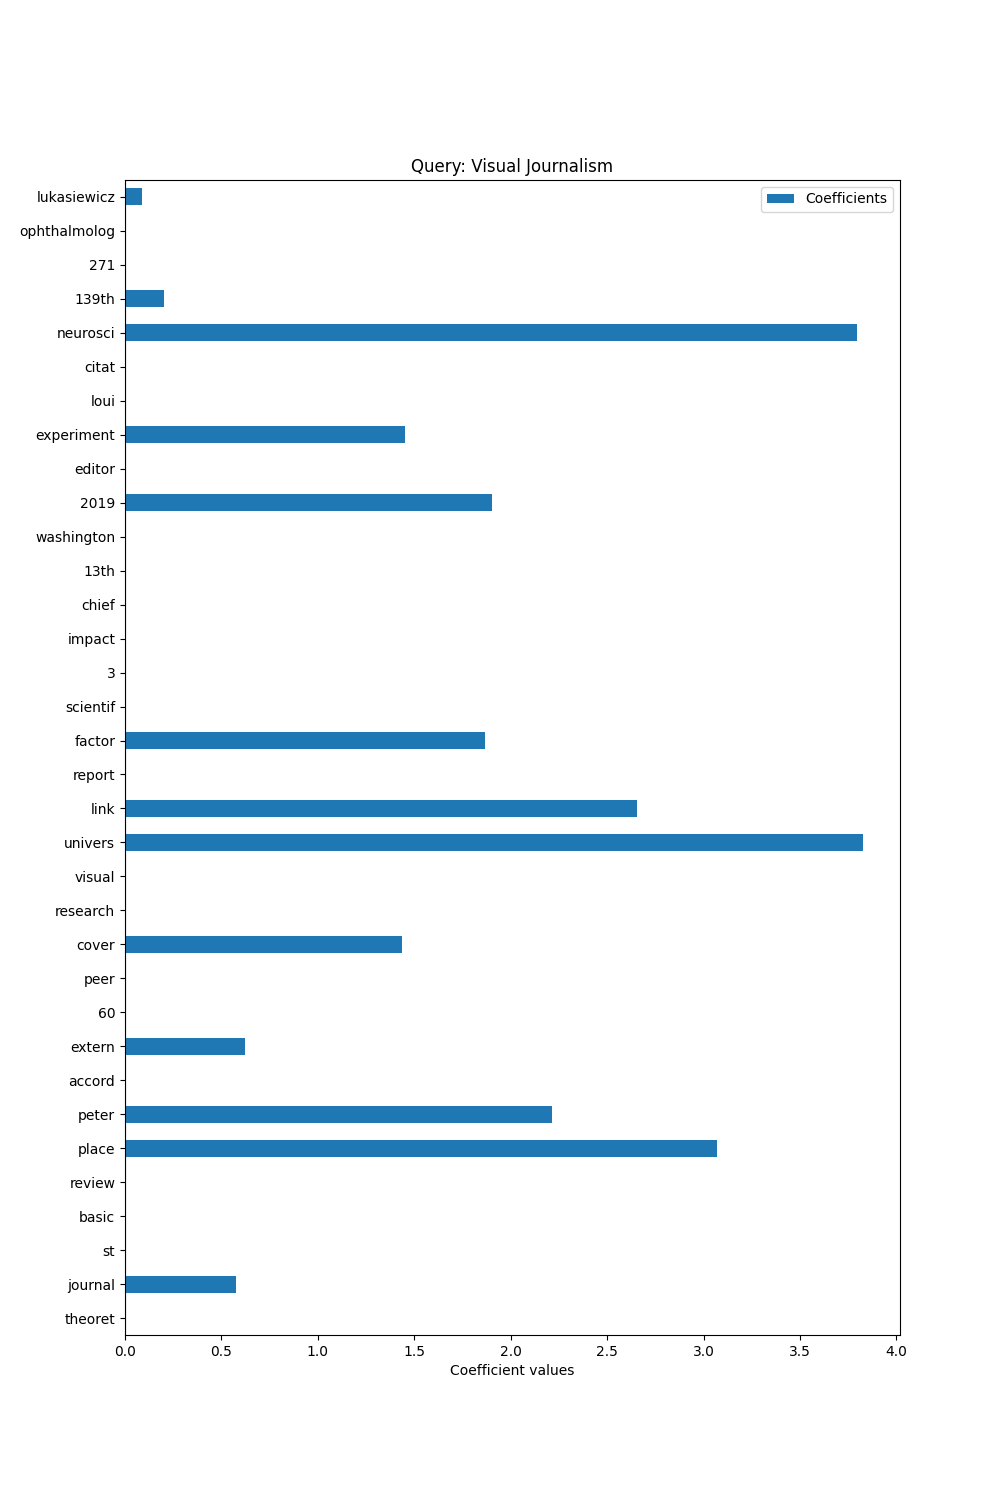 Query: Visual Journalism
Coefficients
lukasiewicz
ophthalmolog
271
139th
neurosci
citat
loui
experiment
editor
2019
washington
13th
chief
impact
3
scientif
factor
report
link
univers
visual
research
cover
peer
60
extern
accord
peter
place
review
basic
st
journal
theoret
0.0 0.5 1.0 1.5 2.0 2.5 3.0 3.5 4.0
Coefficient values